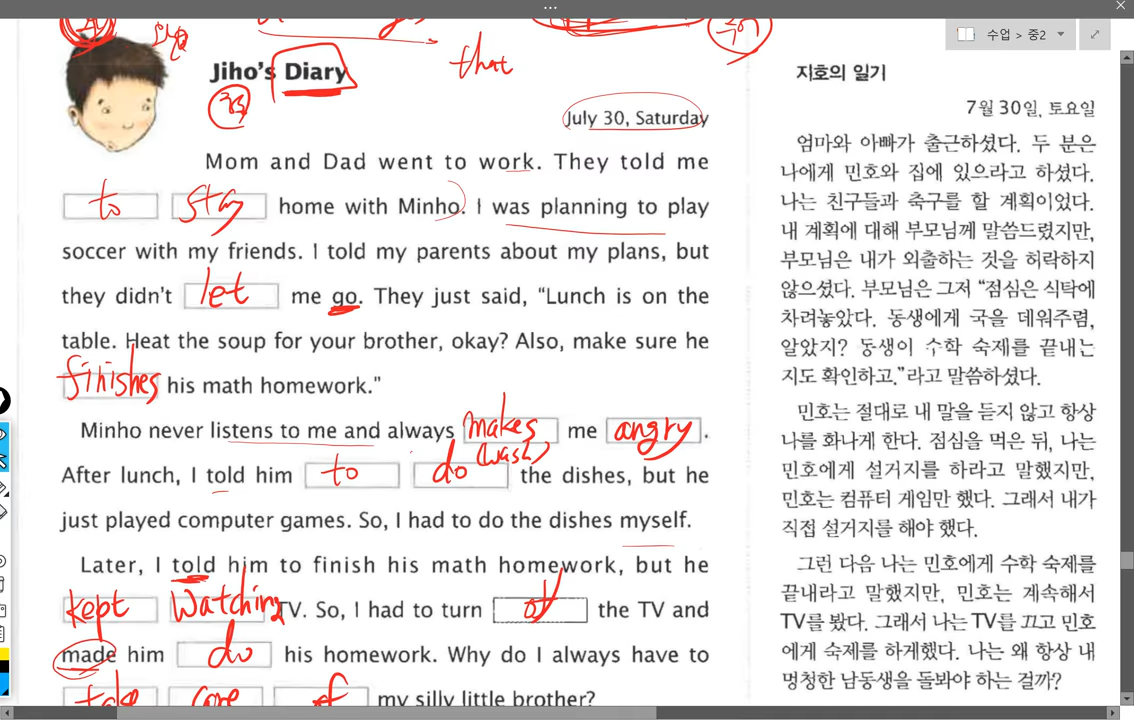 수업 > 중2
that
Jiho's Diary
July 30, Saturday
Mom and Dad went to work. They told me
to stay home with Minho. I was planning to play
soccer with my friends. I told my parents about my plans, but
they didn't let me go. They just said, "Lunch is on the
table. Heat the soup for your brother, okay? Also, make sure he
finishes his math homework."
Minho never listens to me and always makes me angry.
(wash)
After lunch, I told him to do the dishes, but he
just played computer games. So, I had to do the dishes myself.
Later, I told him to finish his math homework, but he
kept watching TV. So, I had to turn the TV and
made him do his homework. Why do I always have to
take care of my silly little brother?
지호의 일기
7월 30일, 토요일
엄마와 아빠가 출근하셨다. 두 분은
나에게 민호와 집에 있으라고 하셨다.
나는 친구들과 축구를 할 계획이었다.
내 계획에 대해 부모님께 말씀드렸지만,
부모님은 내가 외출하는 것을 허락하지
않으셨다. 부모님은 그저 "점심은 식탁에
차려놓았다. 동생에게 국을 데워주렴,
알았지? 동생이 수학 숙제를 끝내는
지도 확인하고."라고 말씀하셨다.
민호는 절대로 내 말을 듣지 않고 항상
나를 화나게 한다. 점심을 먹은 뒤, 나는
민호에게 설거지를 하라고 말했지만,
민호는 컴퓨터 게임만 했다. 그래서 내가
직접 설거지를 해야 했다.
그런 다음 나는 민호에게 수학 숙제를
끝내라고 말했지만, 민호는 계속해서
TV를 봤다. 그래서 나는 TV를 끄고 민호
에게 숙제를 하게했다. 나는 왜 항상 내
멍청한 남동생을 돌봐야 하는 걸까?